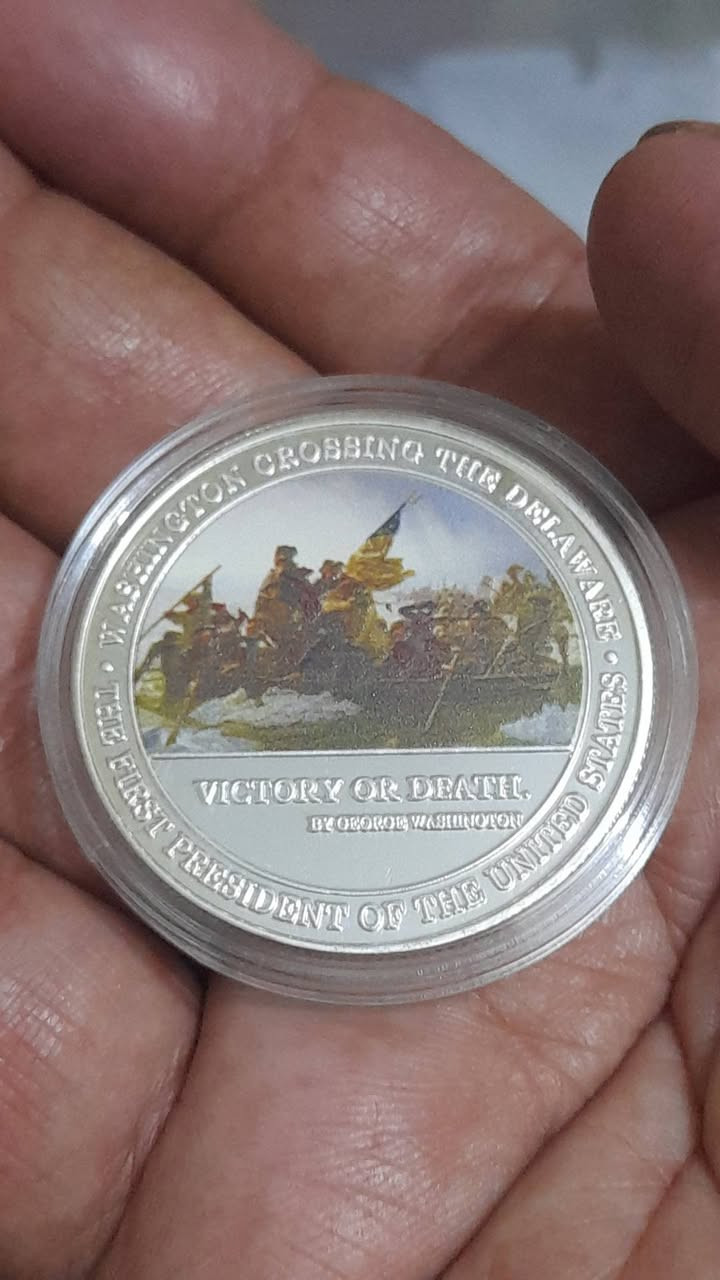 · WASHINGTON CROSSING THE DELAWARE ·
VICTORY OR DEATH.
BY GEORGE WASHINGTON
THE FIRST PRESIDENT OF THE UNITED STATES